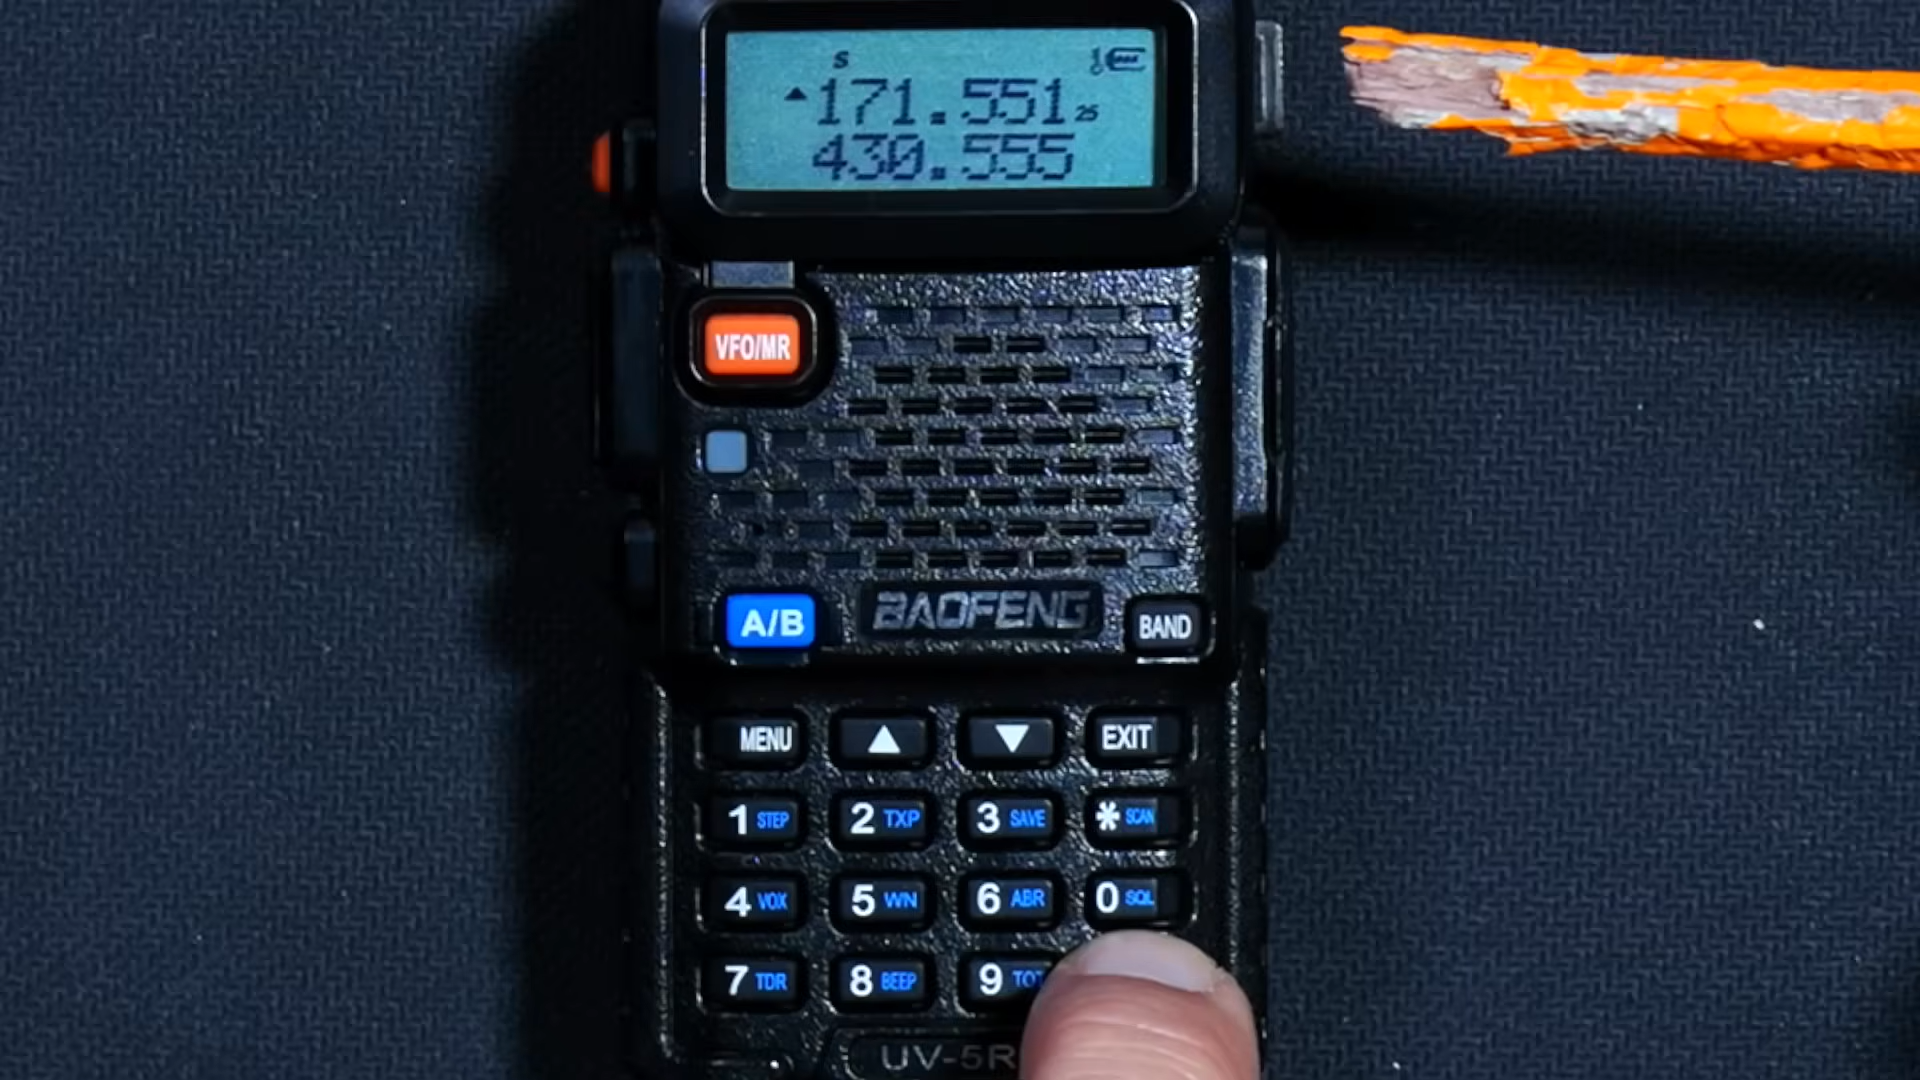 S
▲171.551 25
430.555
VFO/MR
A/B BAOFENG BAND
MENU ▲ ▼ EXIT
1 STEP 2 TXP 3 SAVE * SCAN
4 VOX 5 WN 6 ABR 0 SQL
7 TDR 8 BEEP 9 TOT
UV-5R